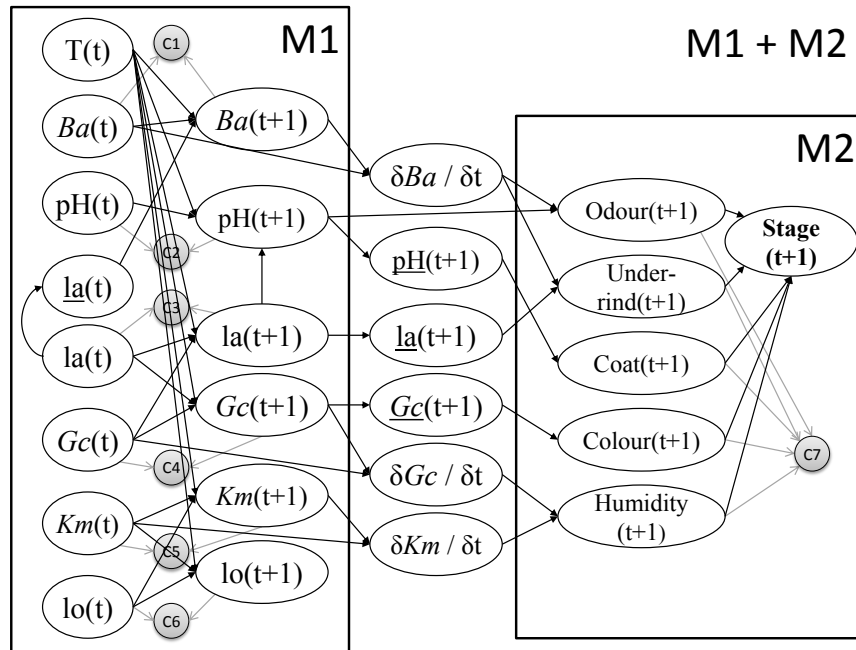 M1
M1 + M2
M2
T(t)
C1
Ba(t)
Ba(t+1)
δBa / δt
pH(t)
pH(t+1)
C2
Odour(t+1)
Stage
(t+1)
pH(t+1)
la(t)
C3
Under-
rind(t+1)
la(t)
la(t+1)
la(t+1)
Coat(t+1)
Gc(t)
Gc(t+1)
Gc(t+1)
Colour(t+1)
C7
C4
δGc / δt
Km(t)
Km(t+1)
Humidity
(t+1)
C5
δKm / δt
lo(t)
lo(t+1)
C6